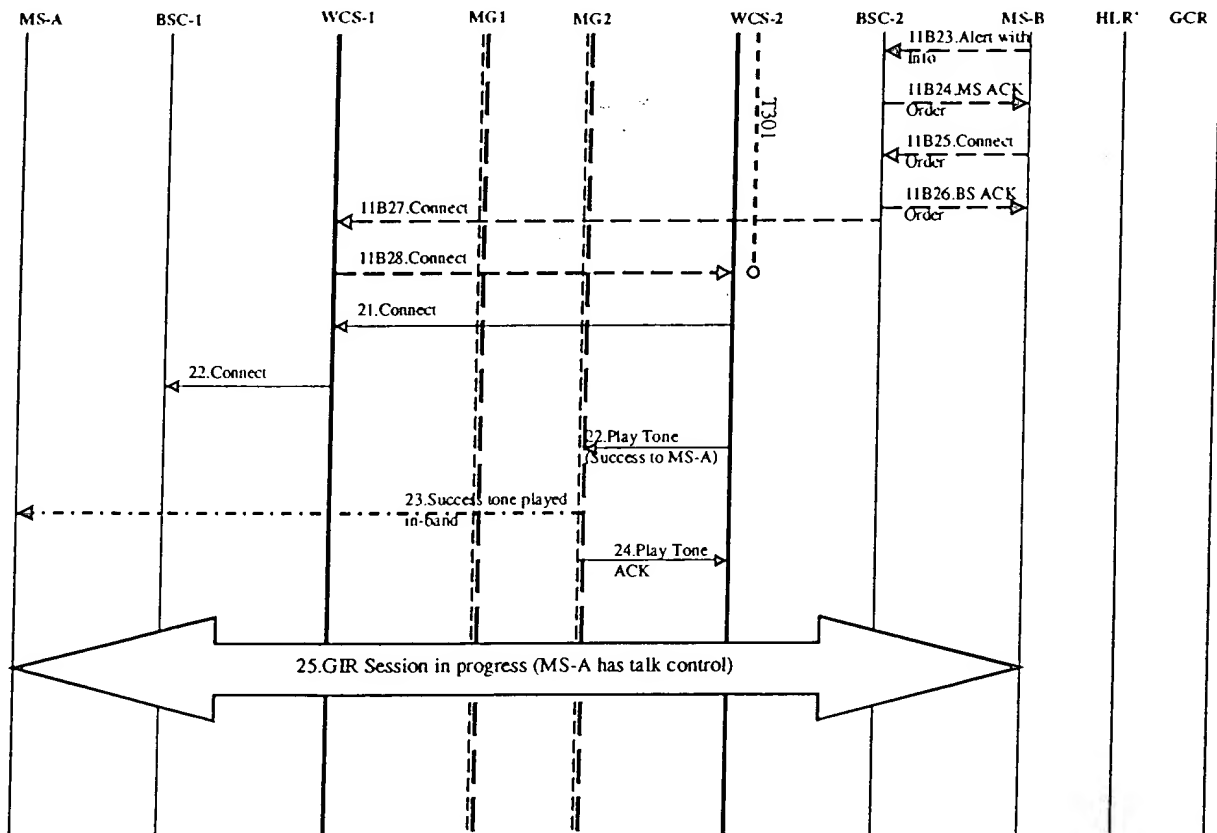 MS-A BSC-1 WCS-1 MG1 MG2 WCS-2 BSC-2 MS-B HLR' GCR
11B23.Alert with
Info
T301
11B24.MS ACK
Order
11B25.Connect
Order
11B26.BS ACK
Order
11B27.Connect
11B28.Connect
21.Connect
22.Connect
22.Play Tone
(Success to MS-A)
23.Success tone played
in-band
24.Play Tone
ACK
25.GIR Session in progress (MS-A has talk control)